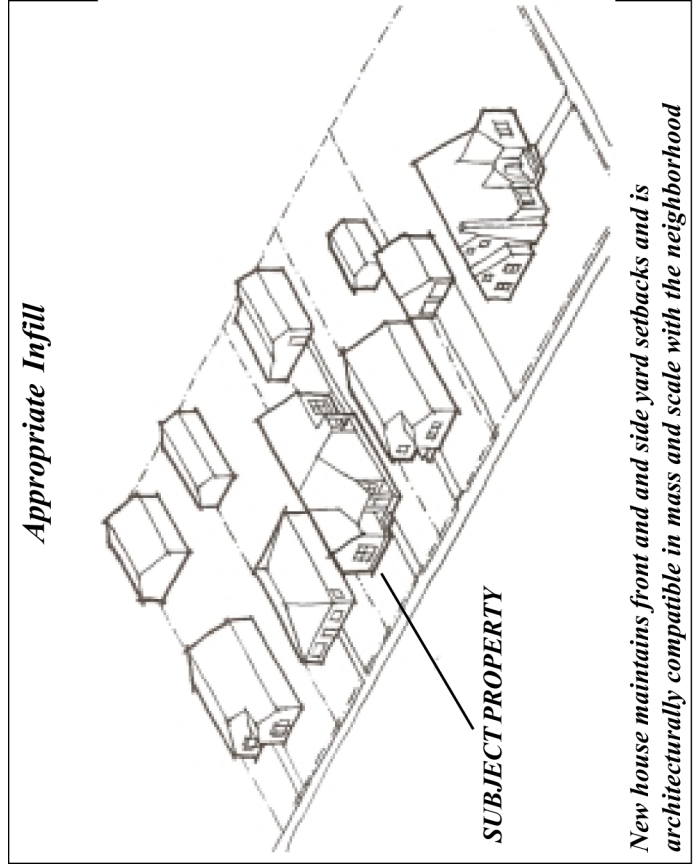 Appropriate Infill
SUBJECT PROPERTY
New house maintains front and and side yard setbacks and is
architecturally compatible in mass and scale with the neighborhood